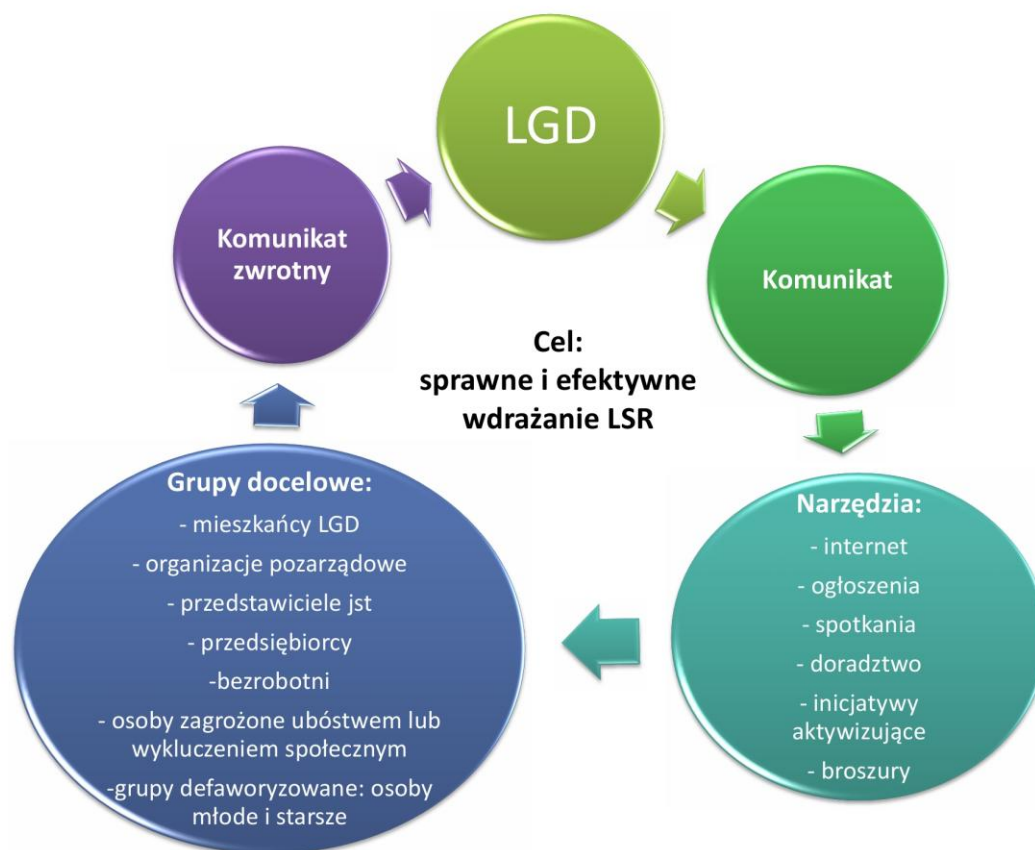 LGD
Komunikat
zwrotny
Komunikat
Cel:
sprawne i efektywne
wdrażanie LSR
Grupy docelowe:
- mieszkańcy LGD
- organizacje pozarządowe
- przedstawiciele jst
- przedsiębiorcy
-bezrobotni
- osoby zagrożone ubóstwem lub
wykluczeniem społecznym
-grupy defaworyzowane: osoby
młode i starsze
Narzędzia:
- internet
- ogłoszenia
- spotkania
- doradztwo
- inicjatywy
aktywizujące
- broszury